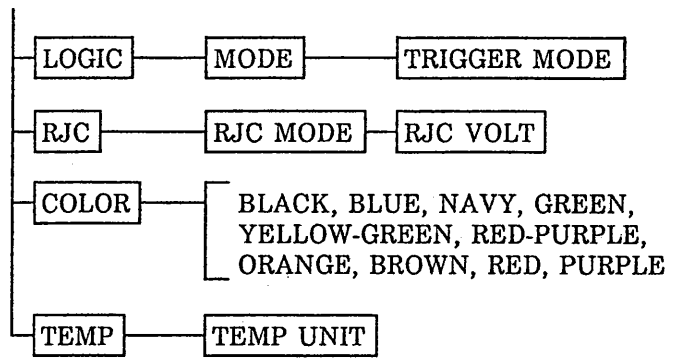 LOGIC MODE TRIGGER MODE
RJC RJC MODE RJC VOLT
COLOR BLACK, BLUE, NAVY, GREEN,
YELLOW-GREEN, RED-PURPLE,
ORANGE, BROWN, RED, PURPLE
TEMP TEMP UNIT